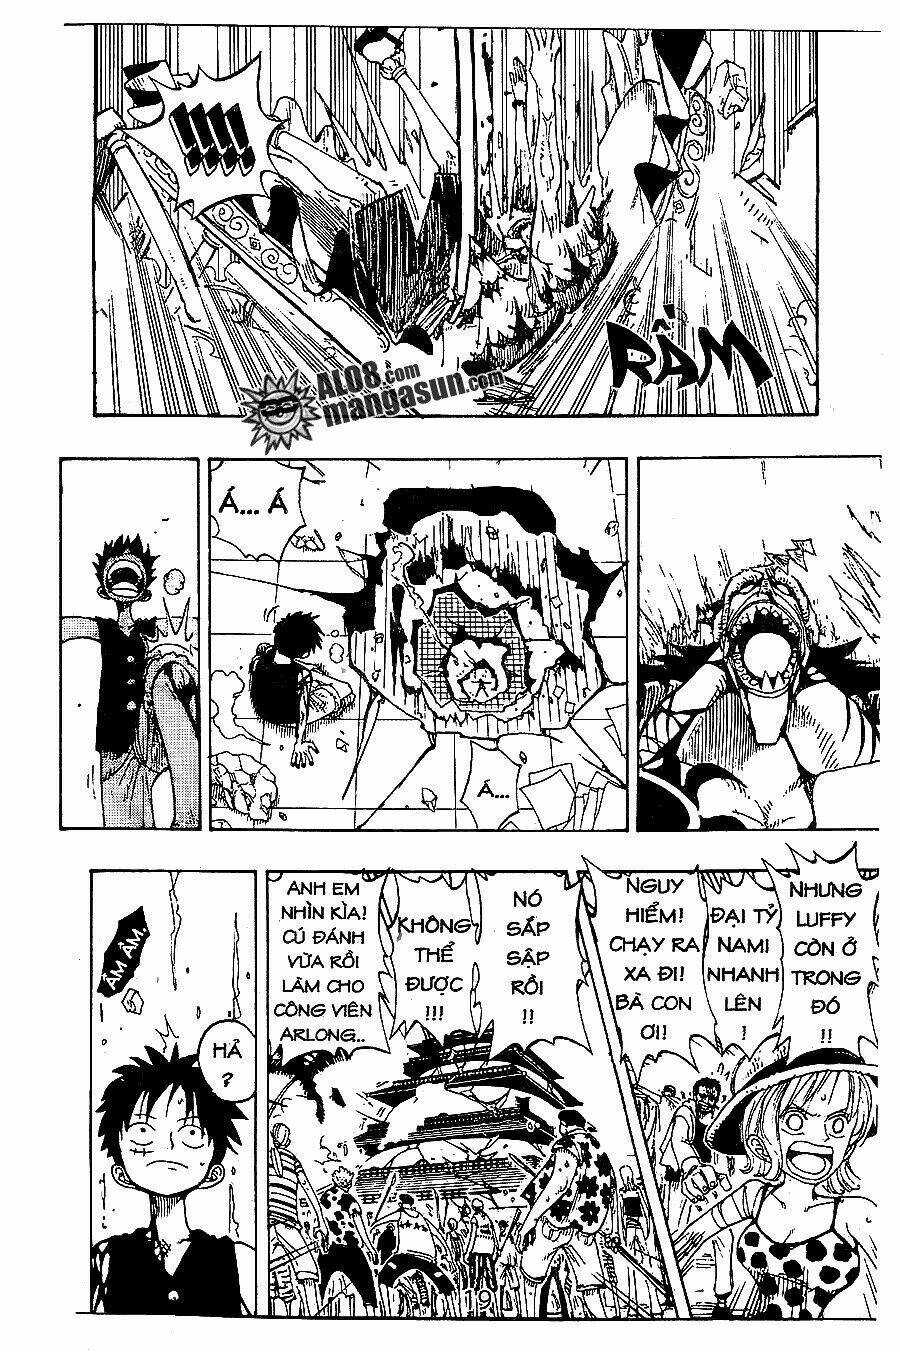 !!!!
RẦM
AL08.com
mangasun.com
Á... Á
Á...
ANH EM
NHÌN KÌA!
CÚ ĐÁNH
VỪA RỒI
LÀM CHO
CÔNG VIÊN
ARLONG..
KHÔNG
THỂ
ĐƯỢC
!!!
NÓ
SẮP
SẬP
RỒI
!!
NGUY
HIỂM!
CHẠY RA
XA ĐI!
BÀ CON
ƠI!!
ĐẠI TỶ
NAMI
NHANH
LÊN
!
NHƯNG
LUFFY
CÒN Ở
TRONG
ĐÓ
!!
ẦM ẦM.
HẢ
?